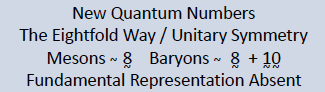 New Quantum Numbers
The Eightfold Way / Unitary Symmetry
Mesons ~ 8 Baryons ~ 8 + 10
Fundamental Representation Absent